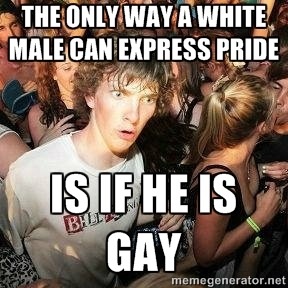 THE ONLY WAY A WHITE
MALE CAN EXPRESS PRIDE
IS IF HE IS
GAY
memegenerator.net